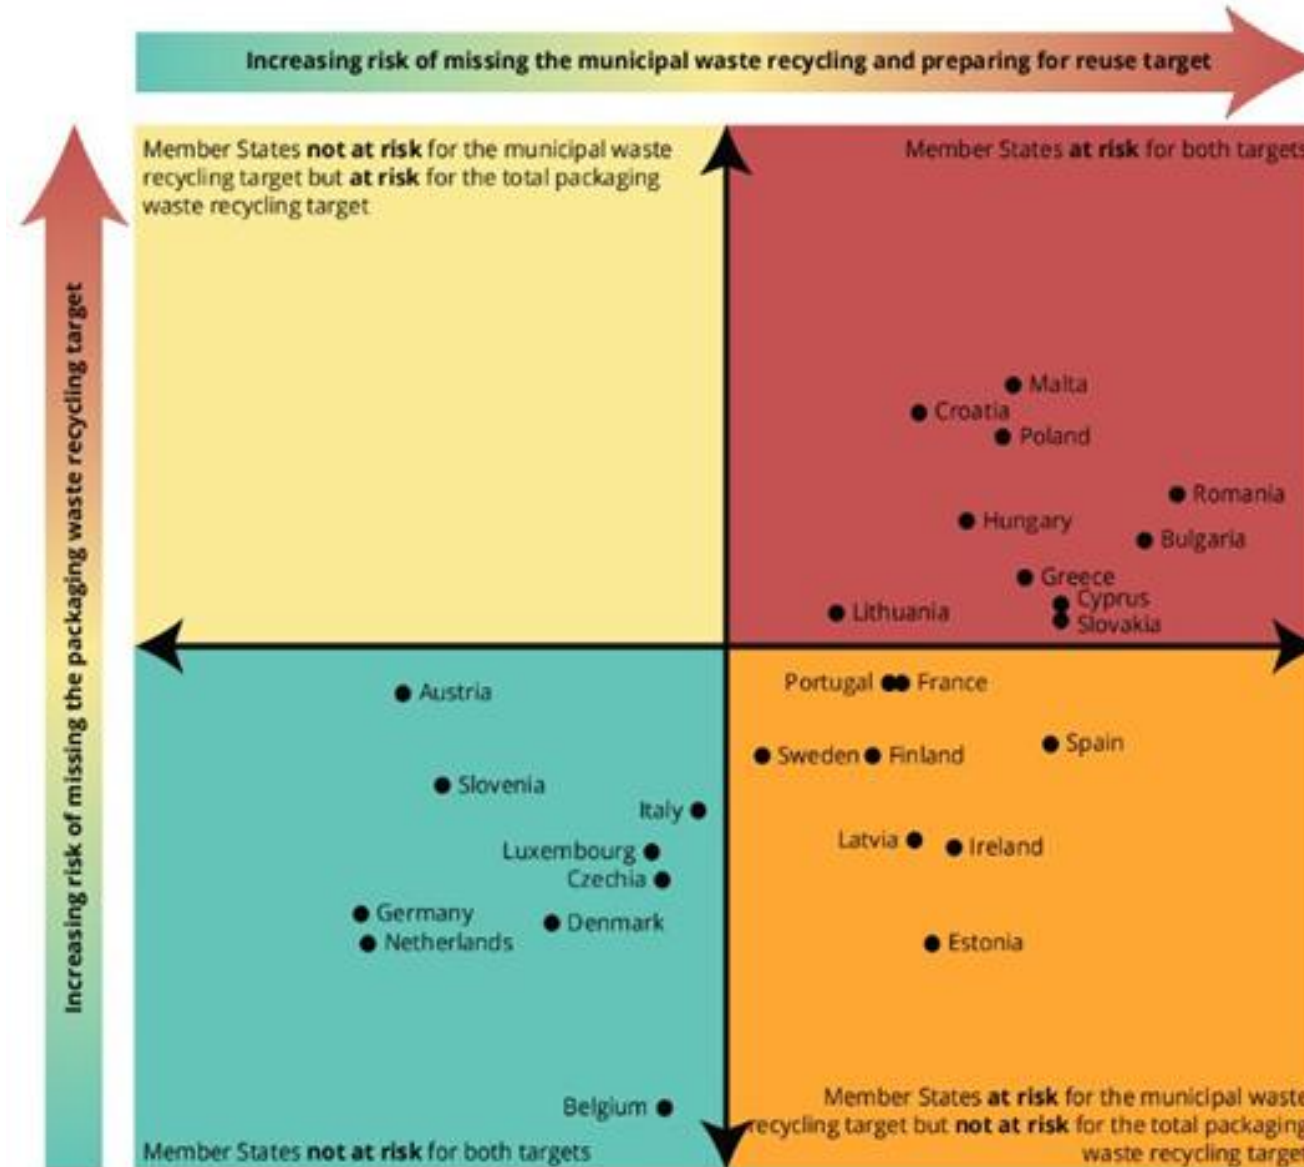 Increasing risk of missing the municipal waste recycling and preparing for reuse target
Increasing risk of missing the packaging waste recycling target
Member States not at risk for the municipal waste
recycling target but at risk for the total packaging
waste recycling target
Member States at risk for both targets
Malta
Croatia
Poland
Romania
Hungary
Bulgaria
Greece
Cyprus
Lithuania
Slovakia
Austria
Slovenia
Italy
Luxembourg
Czechia
Germany
Denmark
Netherlands
Belgium
Member States not at risk for both targets
Portugal
France
Spain
Sweden
Finland
Latvia
Ireland
Estonia
Member States at risk for the municipal waste
recycling target but not at risk for the total packaging
waste recycling target